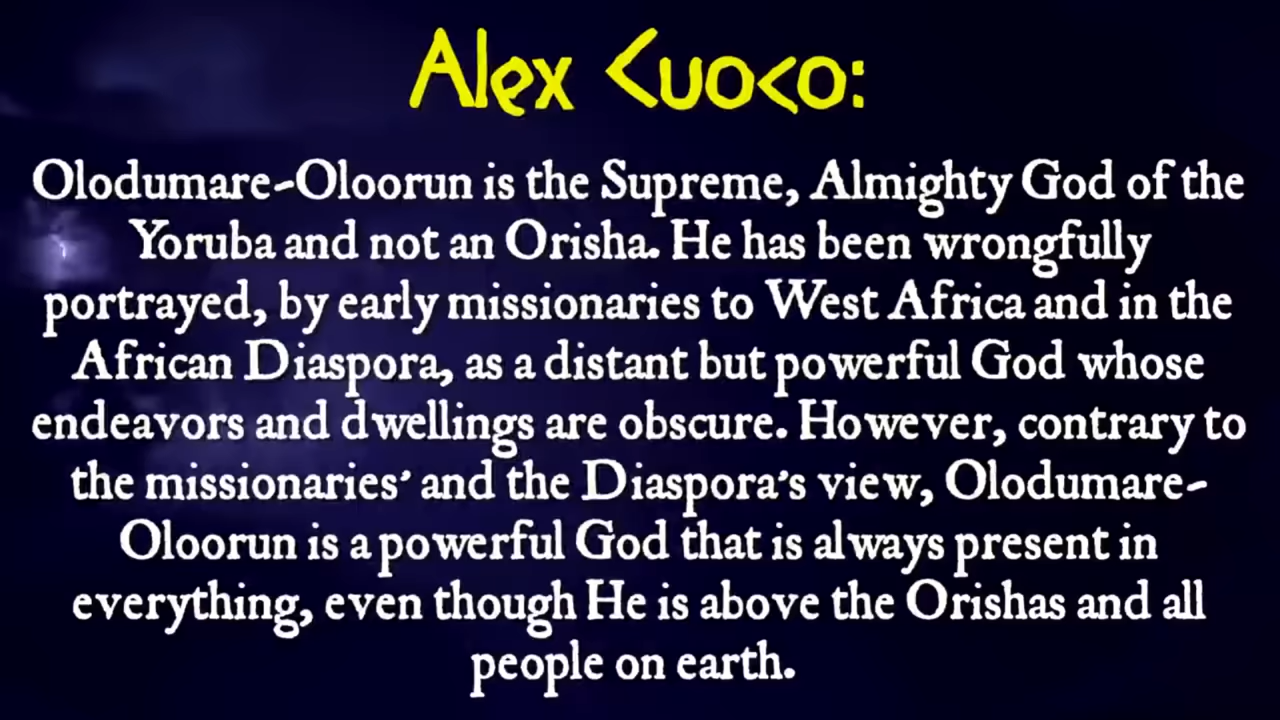 Alex Cuoco:
Olodumare-Oloorun is the Supreme, Almighty God of the
Yoruba and not an Orisha. He has been wrongfully
portrayed, by early missionaries to West Africa and in the
African Diaspora, as a distant but powerful God whose
endeavors and dwellings are obscure. However, contrary to
the missionaries' and the Diaspora's view, Olodumare-
Oloorun is a powerful God that is always present in
everything, even though He is above the Orishas and all
people on earth.